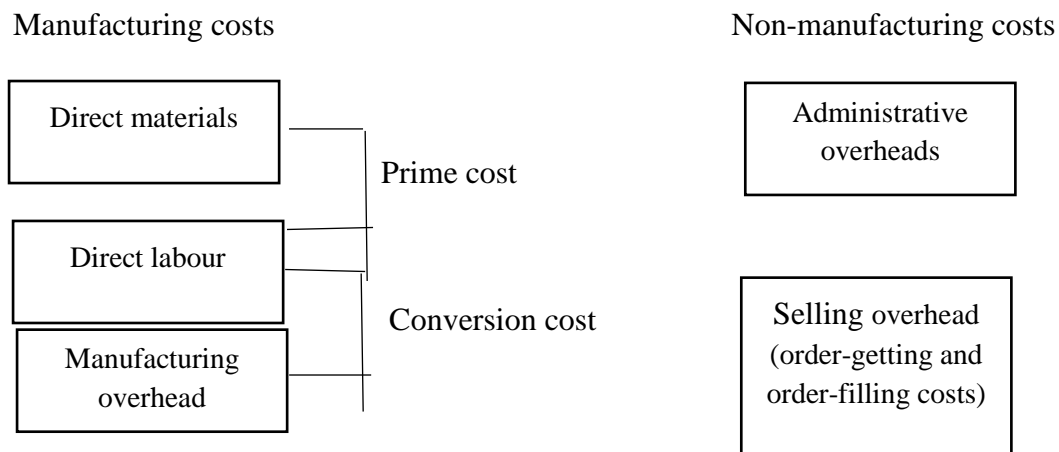 Manufacturing costs
Non-manufacturing costs
Direct materials
Prime cost
Direct labour
Conversion cost
Manufacturing
overhead
Administrative
overheads
Selling overhead
(order-getting and
order-filling costs)